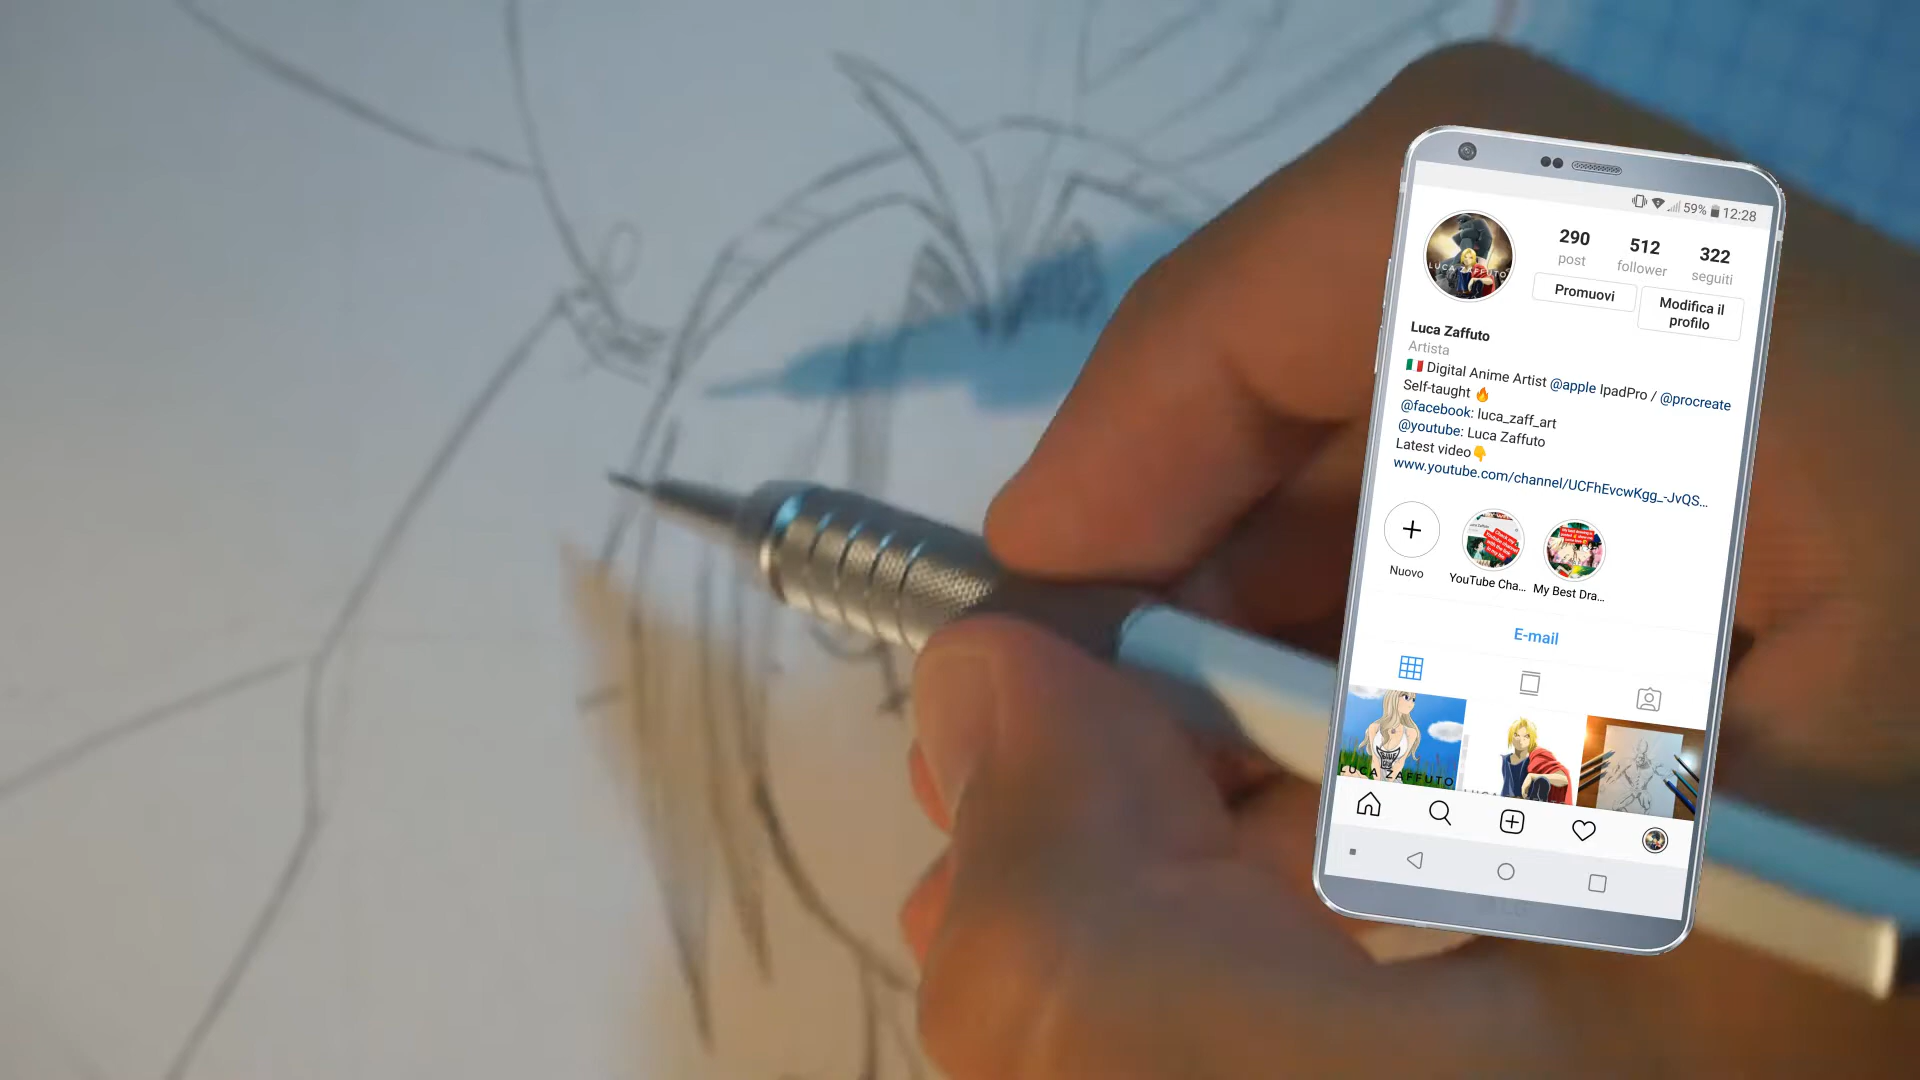 59% 12:28
290 512 322
post follower seguiti
Promuovi Modifica il profilo
Luca Zaffuto
Artista
🇮🇹 Digital Anime Artist @apple IpadPro / @procreate
Self-taught 🔥
@facebook: luca_zaff_art
@youtube: Luca Zaffuto
Latest video👇
www.youtube.com/channel/UCFhEvcwKgg_-JvQS...
Nuovo YouTube Cha... My Best Dra...
E-mail
LUCA ZAFFUTO
LUCA ZAFFUTO